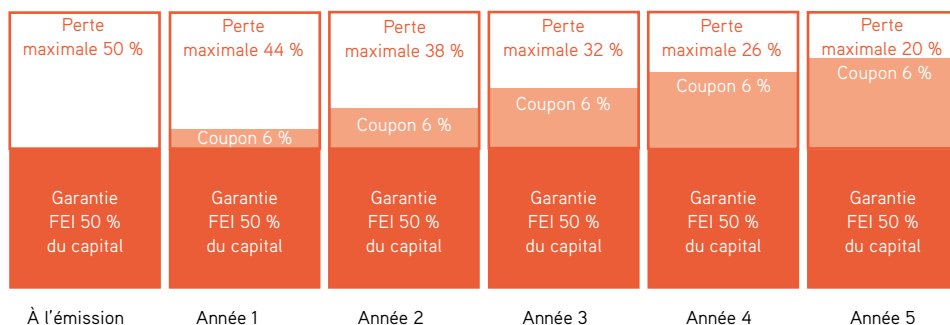 Perte
maximale 50 %
Perte
maximale 44 %
Perte
maximale 38 %
Perte
maximale 32 %
Perte
maximale 26 %
Perte
maximale 20 %
Coupon 6 %
Coupon 6 %
Coupon 6 %
Coupon 6 %
Coupon 6 %
Garantie
FEI 50 %
du capital
Garantie
FEI 50 %
du capital
Garantie
FEI 50 %
du capital
Garantie
FEI 50 %
du capital
Garantie
FEI 50 %
du capital
Garantie
FEI 50 %
du capital
À l'émission
Année 1
Année 2
Année 3
Année 4
Année 5